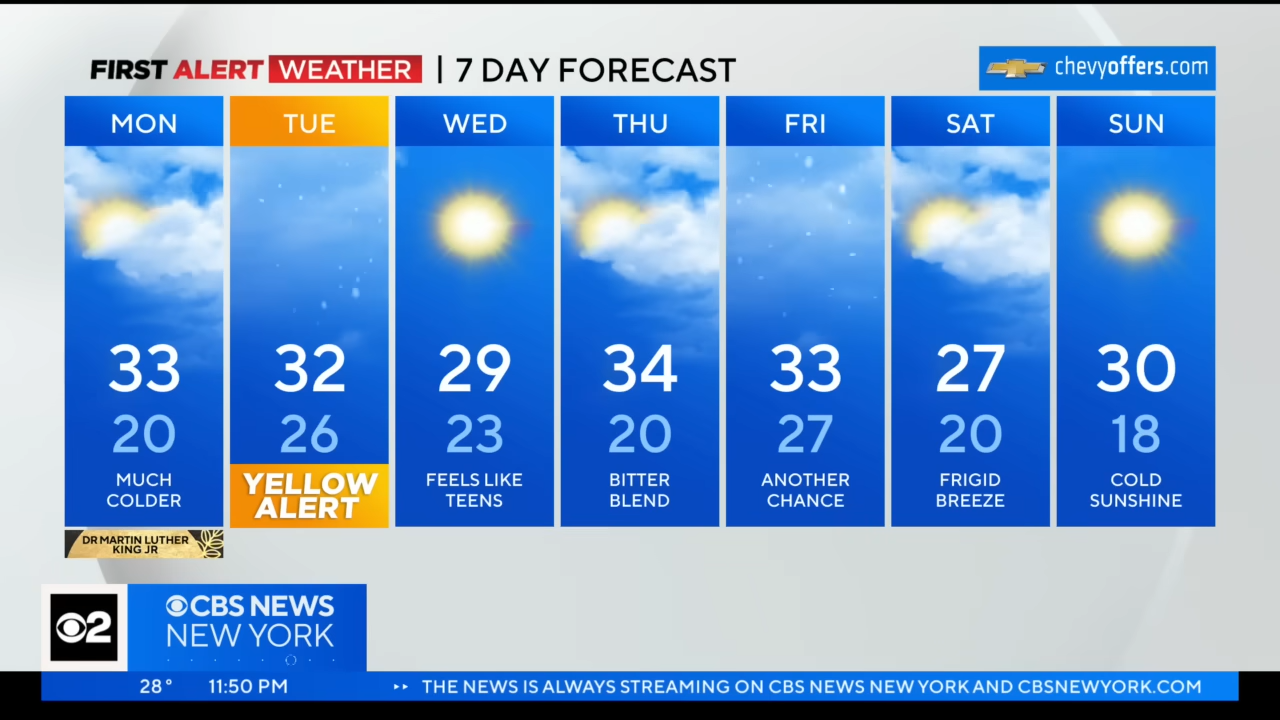 FIRST ALERT WEATHER | 7 DAY FORECAST
chevyoffers.com
MON
33
20
MUCH
COLDER
DR MARTIN LUTHER
KING JR
TUE
32
26
YELLOW
ALERT
WED
29
23
FEELS LIKE
TEENS
THU
34
20
BITTER
BLEND
FRI
33
27
ANOTHER
CHANCE
SAT
27
20
FRIGID
BREEZE
SUN
30
18
COLD
SUNSHINE
2
CBS NEWS
NEW YORK
28° 11:50 PM THE NEWS IS ALWAYS STREAMING ON CBS NEWS NEW YORK AND CBSNEWYORK.COM